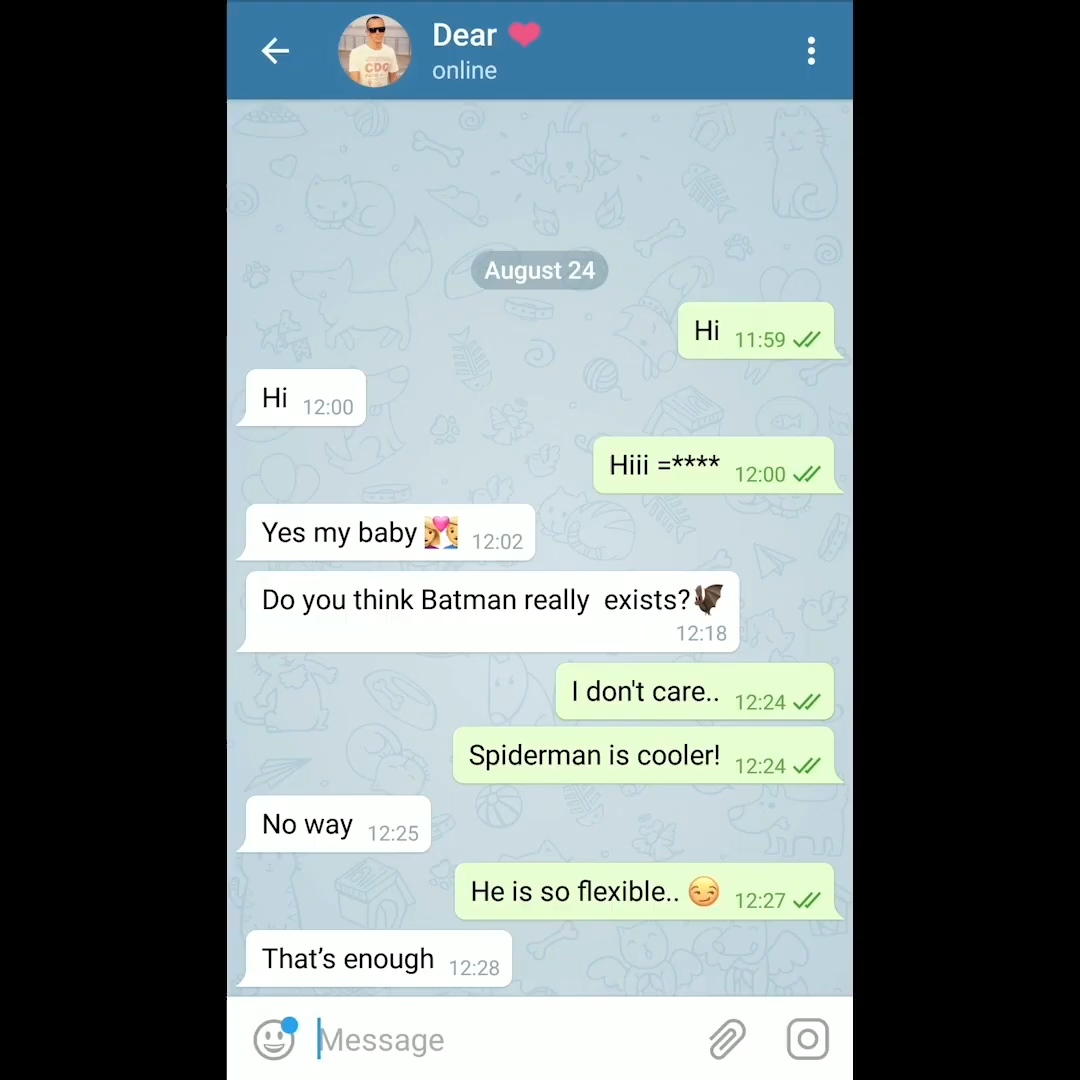 Dear ❤
online
CDG
August 24
Hi 11:59
Hi 12:00
Hiii =**** 12:00
Yes my baby 👩‍❤️‍💋‍👨 12:02
Do you think Batman really  exists?🦇
12:18
I don't care.. 12:24
Spiderman is cooler! 12:24
No way 12:25
He is so flexible.. 😏 12:27
That’s enough 12:28
Message